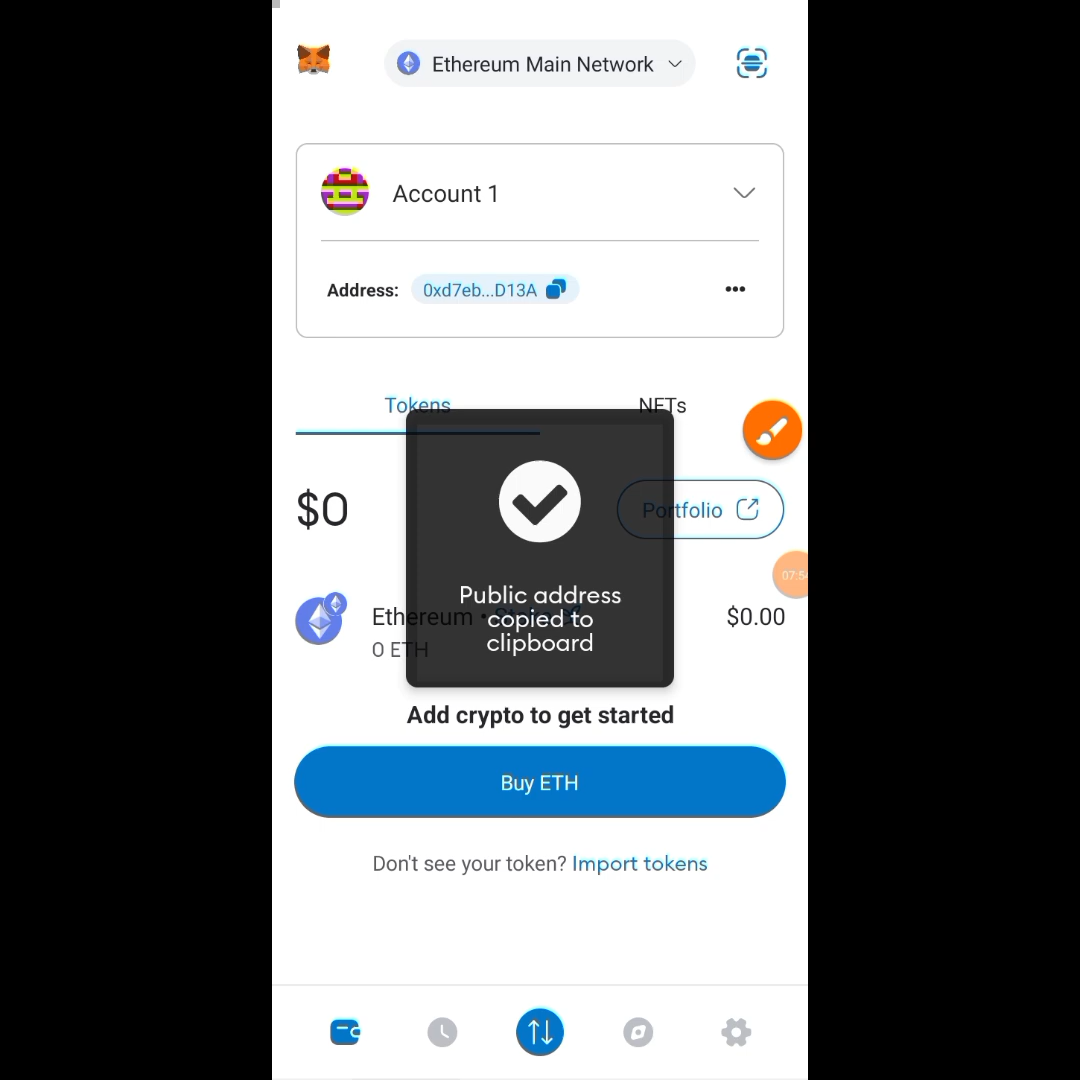 Ethereum Main Network
Account 1
Address: 0xd7eb...D13A
Tokens NFTs
$0 Portfolio
Public address
copied to
clipboard
Ethereum • Stake $0.00
0 ETH
Add crypto to get started
Buy ETH
Don't see your token? Import tokens